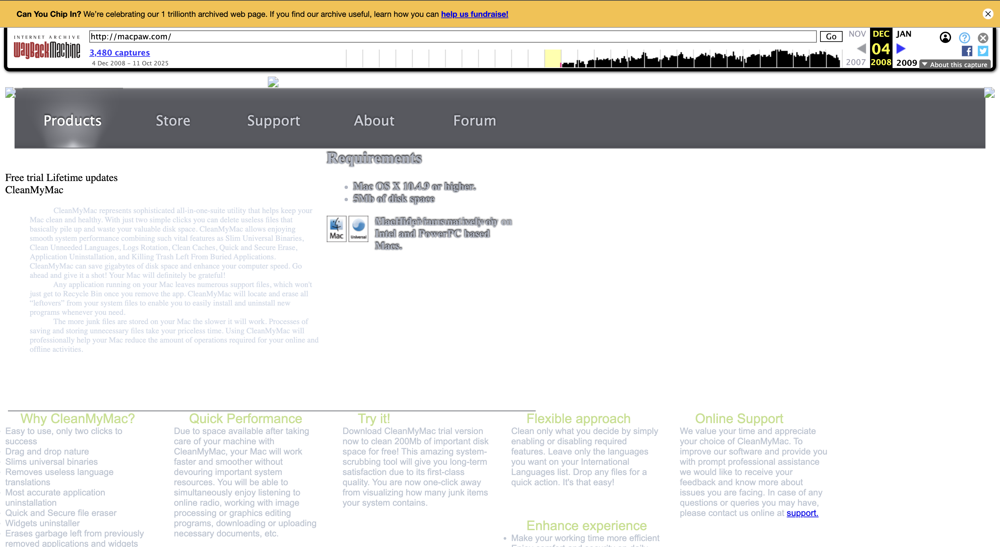 Can You Chip In? We're celebrating our 1 trillionth archived web page. If you find our archive useful, learn how you can help us fundraise!
INTERNET ARCHIVE
WayBackMachine
http://macpaw.com/
Go
3,480 captures
4 Dec 2008 – 11 Oct 2025
NOV DEC JAN
04
2007 2008 2009
About this capture
Products Store Support About Forum
Requirements
Mac OS X 10.4.9 or higher.
5Mb of disk space
Mac
Universal
natively on
Intel and PowerPC based
Macs.
Free trial Lifetime updates
CleanMyMac
CleanMyMac represents sophisticated all-in-one-suite utility that helps keep your
Mac clean and healthy. With just two simple clicks you can delete useless files that
basically pile up and waste your valuable disk space. CleanMyMac allows enjoying
smooth system performance combining such vital features as Slim Universal Binaries,
Clean Unneeded Languages, Logs Rotation, Clean Caches, Quick and Secure Erase,
Application Uninstallation, and Killing Trash Left From Buried Applications.
CleanMyMac can save gigabytes of disk space and enhance your computer speed. Go
ahead and give it a shot! Your Mac will definitely be grateful!
Any application running on your Mac leaves numerous support files, which won't
just get to Recycle Bin once you remove the app. CleanMyMac will locate and erase all
“leftovers” from your system files to enable you to easily install and uninstall new
programs whenever you need.
The more junk files are stored on your Mac the slower it will work. Processes of
saving and storing unnecessary files take your priceless time. Using CleanMyMac will
professionally help your Mac reduce the amount of operations required for your online and
offline activities.
Why CleanMyMac?
Easy to use, only two clicks to
success
Drag and drop nature
Slims universal binaries
Removes useless language
translations
Most accurate application
uninstallation
Quick and Secure file eraser
Widgets uninstaller
Erases garbage left from previously
removed applications and widgets
Quick Performance
Due to space available after taking
care of your machine with
CleanMyMac, your Mac will work
faster and smoother without
devouring important system
resources. You will be able to
simultaneously enjoy listening to
online radio, working with image
processing or graphics editing
programs, downloading or uploading
necessary documents, etc.
Try it!
Download CleanMyMac trial version
now to clean 200Mb of important disk
space for free! This amazing system-
scrubbing tool will give you long-term
satisfaction due to its first-class
quality. You are now one-click away
from visualizing how many junk items
your system contains.
Flexible approach
Clean only what you decide by simply
enabling or disabling required
features. Leave only the languages
you want on your International
Languages list. Drop any files for a
quick action. It's that easy!
Enhance experience
Make your working time more efficient
Online Support
We value your time and appreciate
your choice of CleanMyMac. To
improve our software and provide you
with prompt professional assistance
we would like to receive your
feedback and know more about
issues you are facing. In case of any
questions or queries you may have,
please contact us online at support.